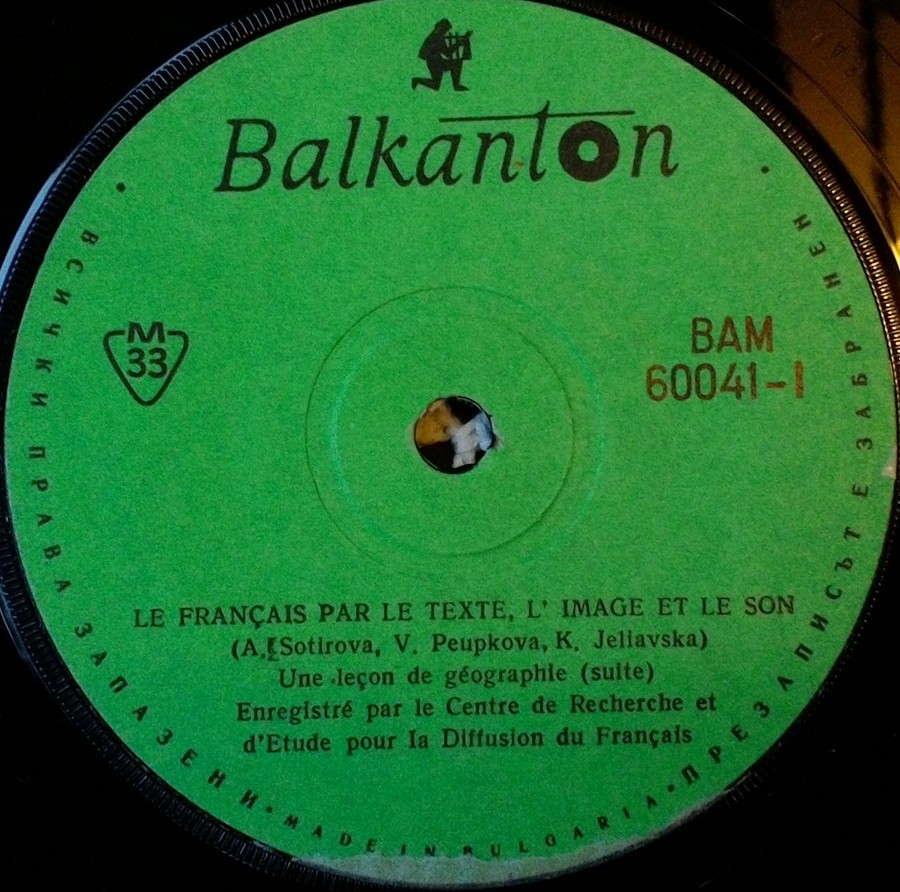 Balkanton
M
33
BAM
60041-I
LE FRANÇAIS PAR LE TEXTE, L' IMAGE ET LE SON
(A. Sotirova, V. Peupkova, K. Jeliavska)
Une leçon de géographie (suite)
Enregistré par le Centre de Recherche et
d'Etude pour la Diffusion du Français
ВСИЧКИ ПРАВА ЗАПАЗЕНИ • MADE IN BULGARIA • ПРЕЗАПИСЪТ Е ЗАБРАНЕН